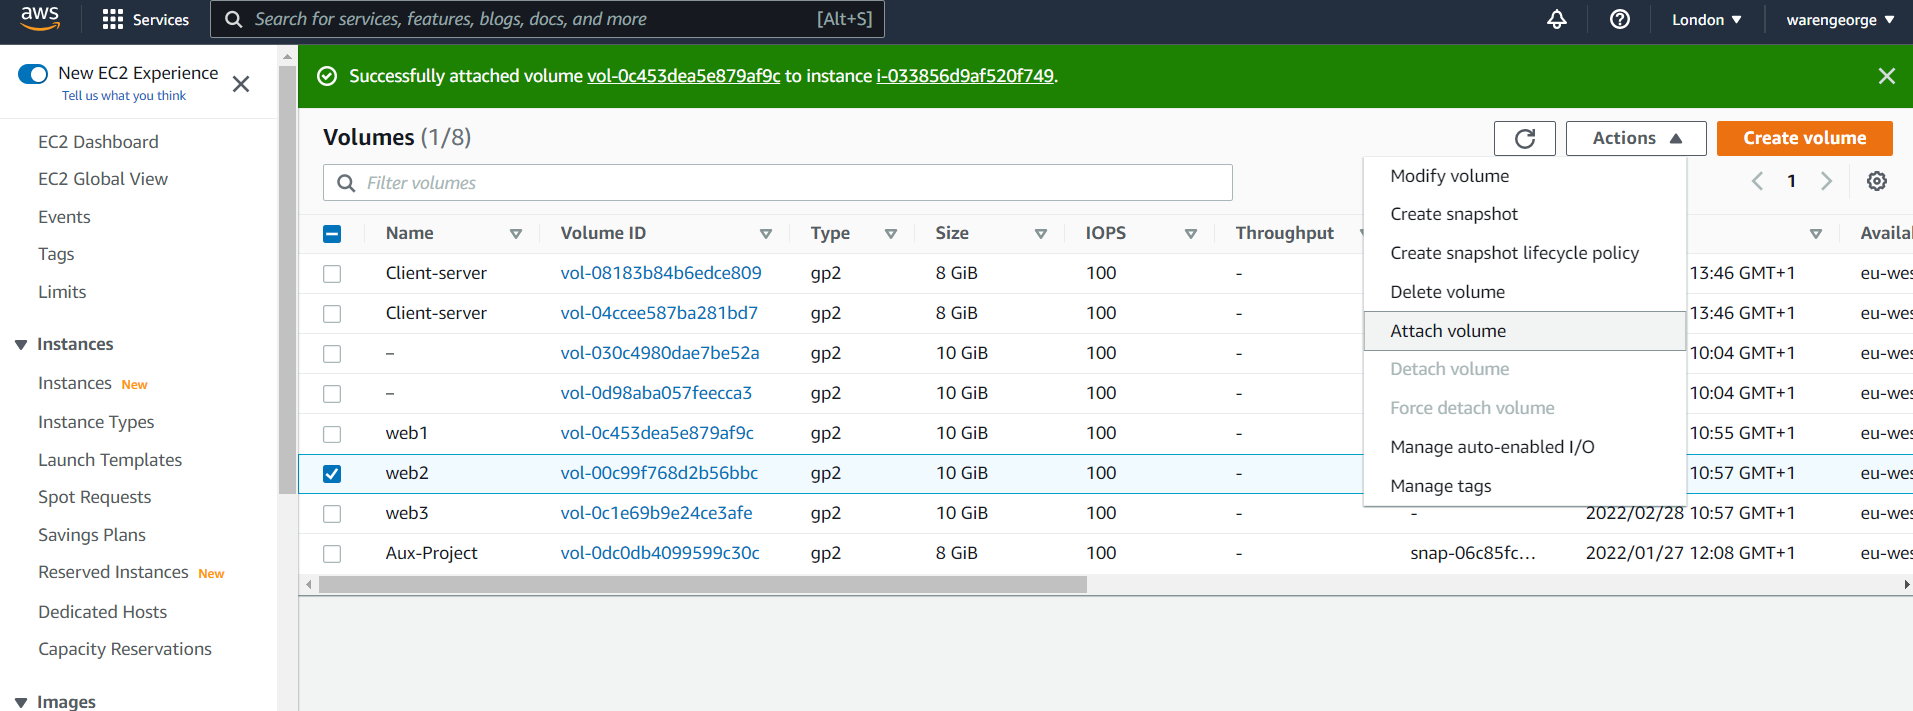 aws Services Search for services, features, blogs, docs, and more [Alt+S] London warengeorge
New EC2 Experience
Tell us what you think
EC2 Dashboard
EC2 Global View
Events
Tags
Limits
Instances
Instances New
Instance Types
Launch Templates
Spot Requests
Savings Plans
Reserved Instances New
Dedicated Hosts
Capacity Reservations
Images
Successfully attached volume vol-0c453dea5e879af9c to instance i-033856d9af520f749.
Volumes (1/8)
Actions
Create volume
Filter volumes
1
Modify volume
Create snapshot
Create snapshot lifecycle policy
Delete volume
Attach volume
Detach volume
Force detach volume
Manage auto-enabled I/O
Manage tags
Name Volume ID Type Size IOPS Throughput Availal
Client-server vol-08183b84b6edce809 gp2 8 GiB 100 - 13:46 GMT+1 eu-wes
Client-server vol-04ccee587ba281bd7 gp2 8 GiB 100 - 13:46 GMT+1 eu-wes
– vol-030c4980dae7be52a gp2 10 GiB 100 - 10:04 GMT+1 eu-wes
– vol-0d98aba057feecca3 gp2 10 GiB 100 - 10:04 GMT+1 eu-wes
web1 vol-0c453dea5e879af9c gp2 10 GiB 100 - 10:55 GMT+1 eu-wes
web2 vol-00c99f768d2b56bbc gp2 10 GiB 100 - 10:57 GMT+1 eu-wes
web3 vol-0c1e69b9e24ce3afe gp2 10 GiB 100 - - 2022/02/28 10:57 GMT+1 eu-wes
Aux-Project vol-0dc0db4099599c30c gp2 8 GiB 100 - snap-06c85fc... 2022/01/27 12:08 GMT+1 eu-wes